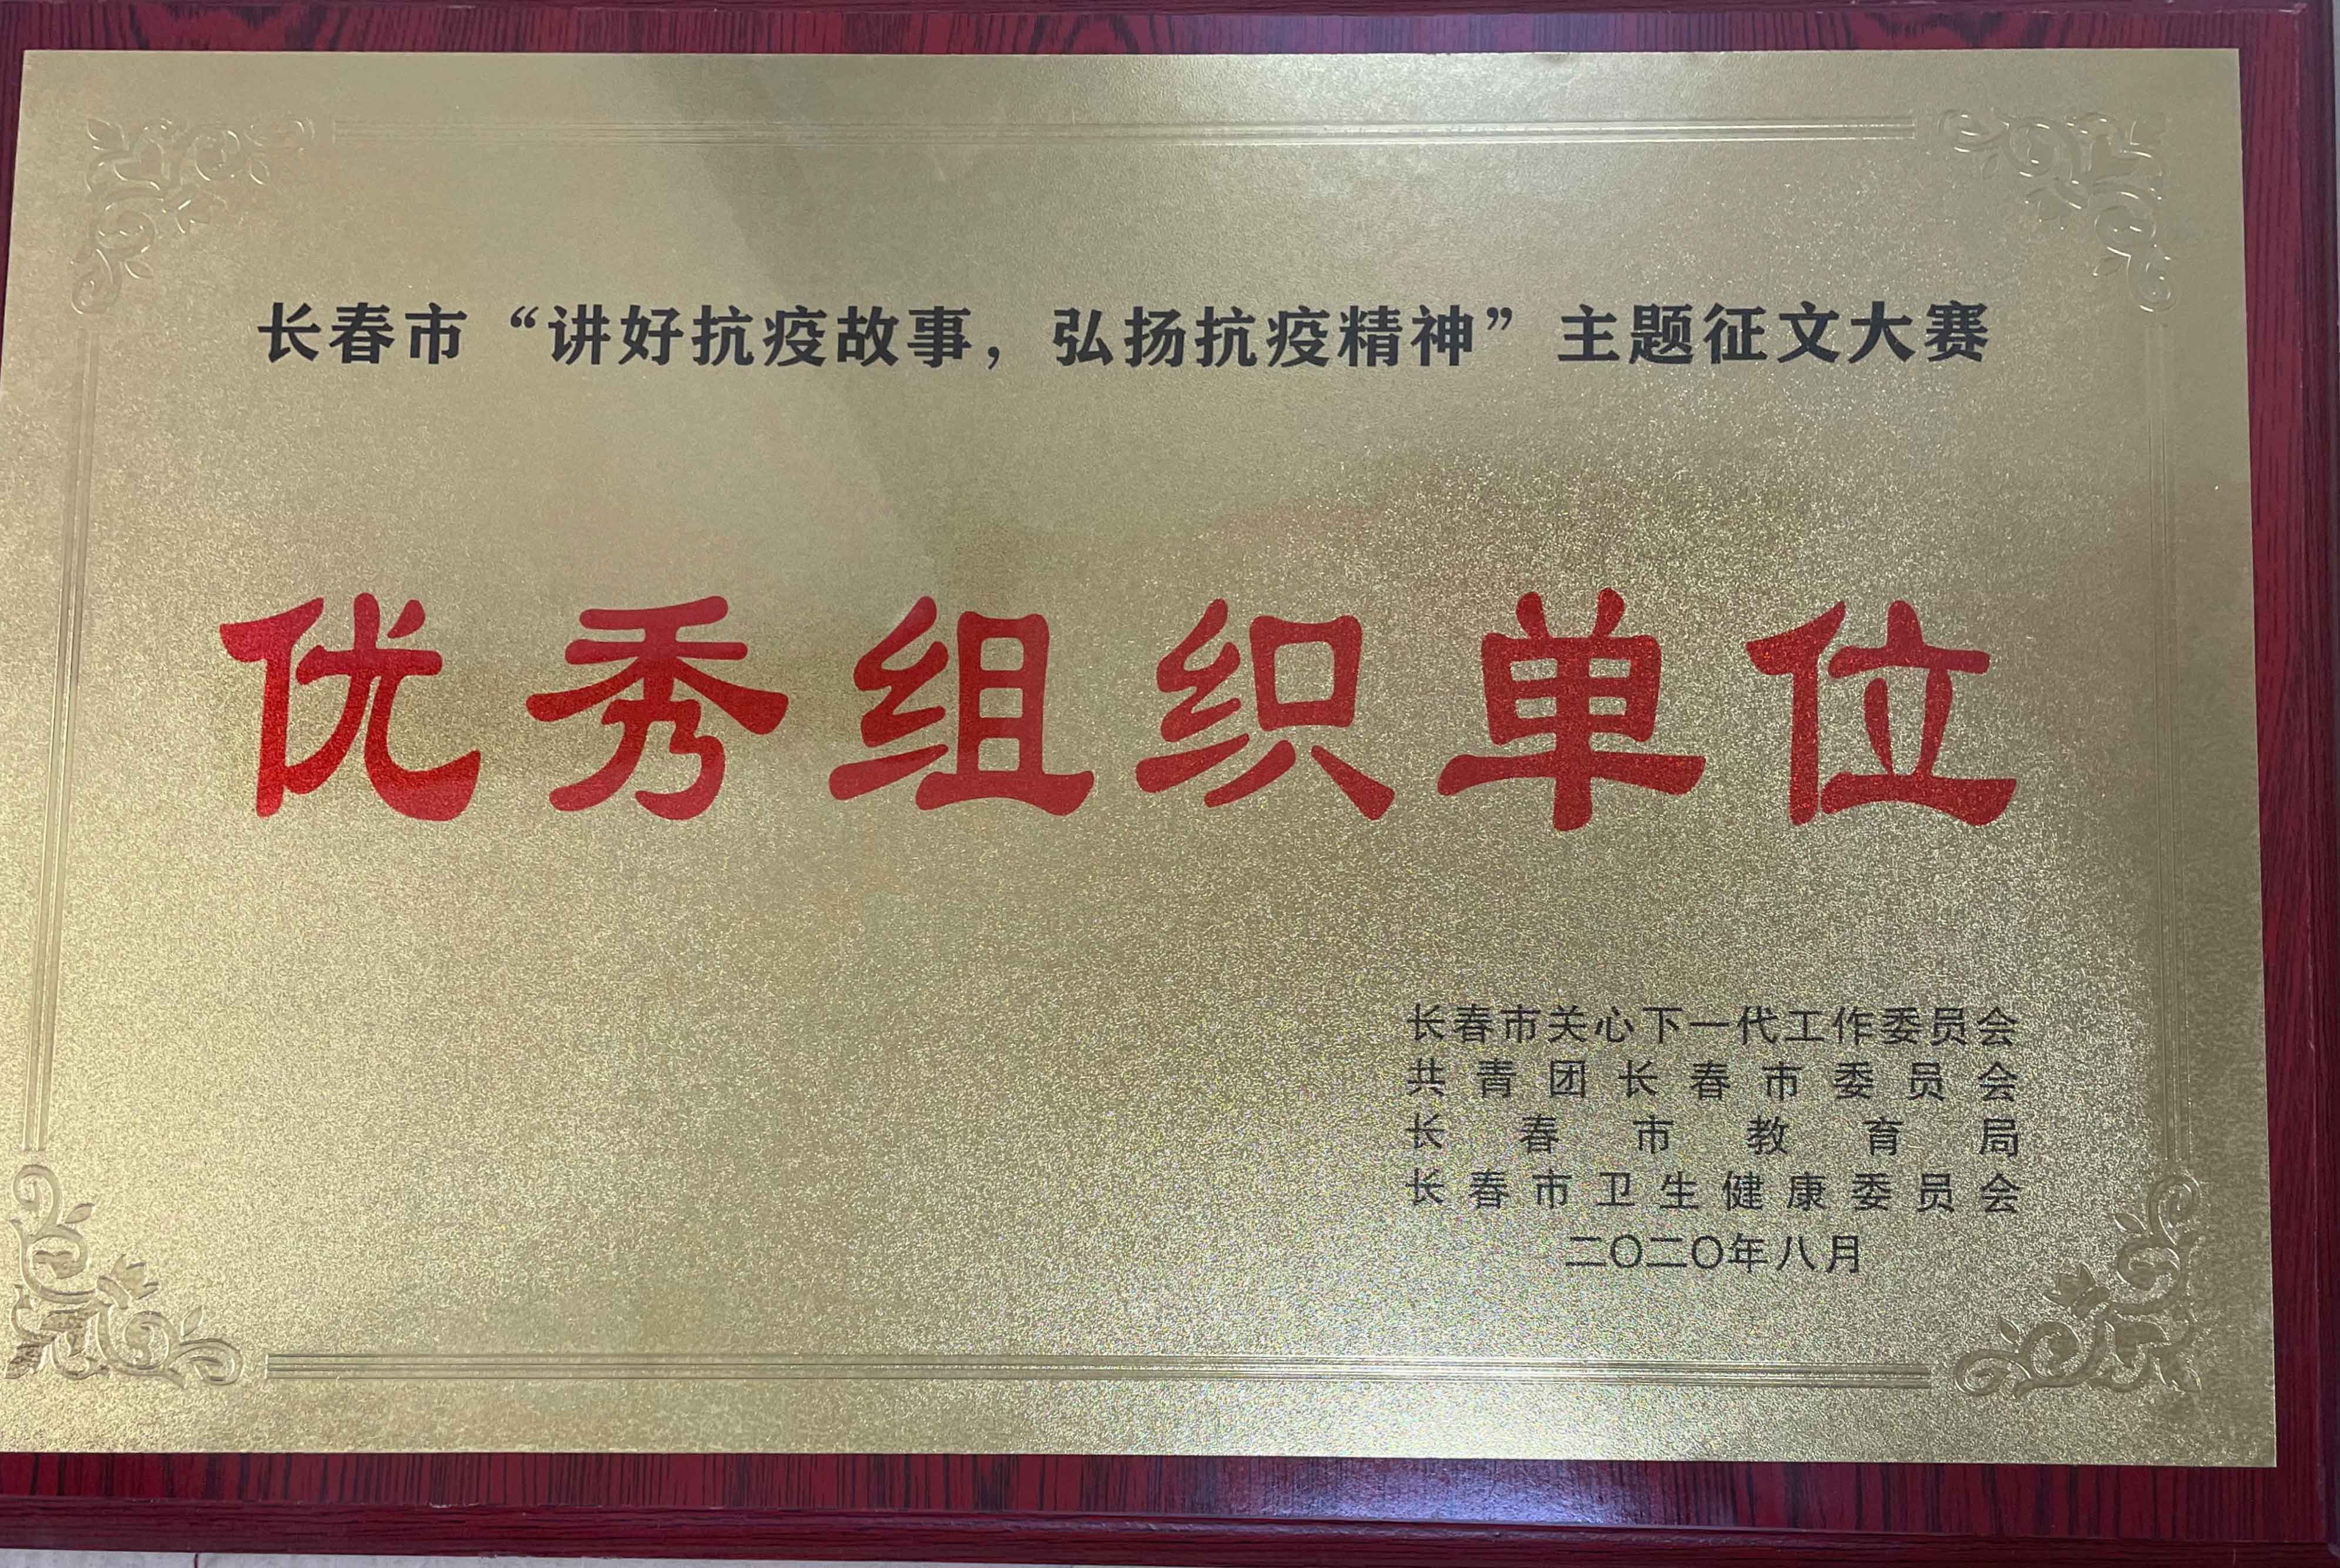 长春市“讲好抗疫故事，弘扬抗疫精神”主题征文大赛
优秀组织单位
长春市关心下一代工作委员会
共青团长春市委员会
长春市教育局
长春市卫生健康委员会
二〇二〇年八月